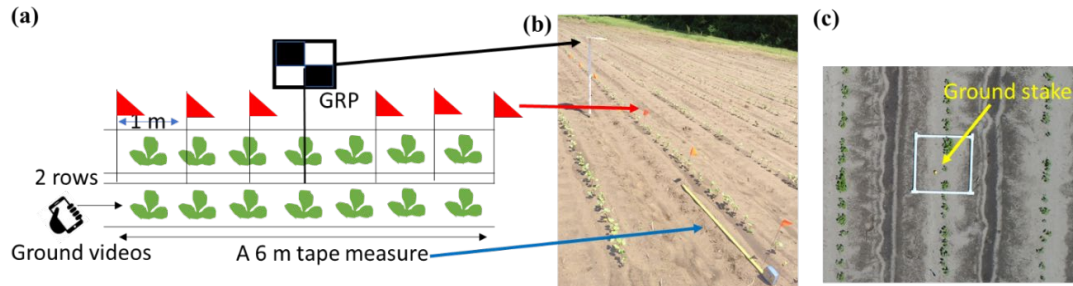 (a)
GRP
1 m
2 rows
Ground videos
A 6 m tape measure
(b)
(c)
Ground stake